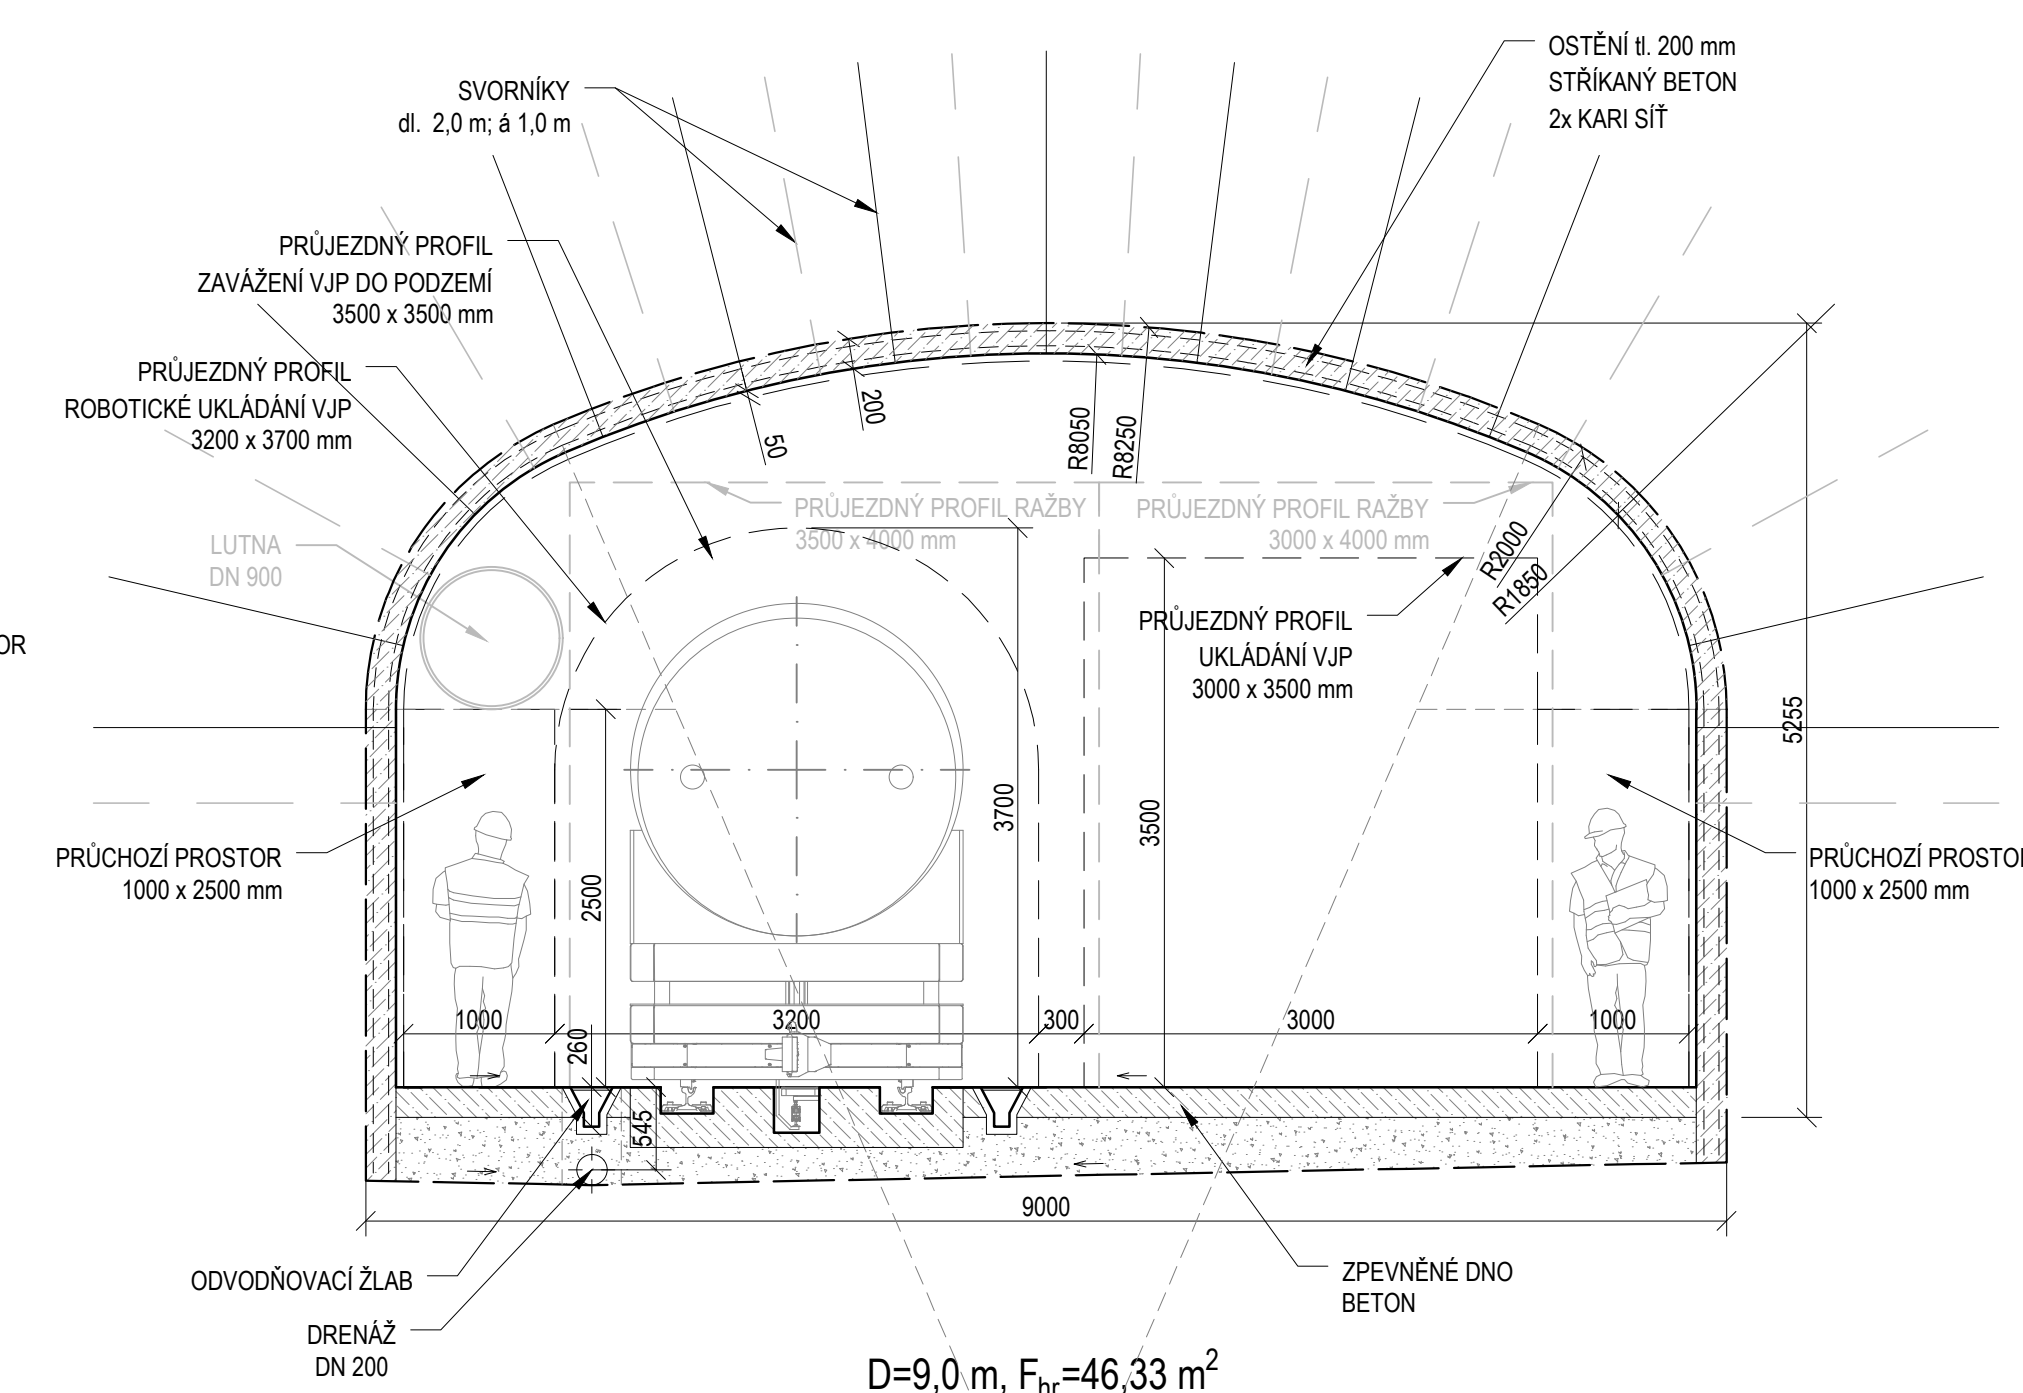 OSTĚNÍ tl. 200 mm
STŘÍKANÝ BETON
2x KARI SÍŤ
SVORNÍKY
dl. 2,0 m; á 1,0 m
PRŮJEZDNÝ PROFIL
ZAVÁŽENÍ VJP DO PODZEMÍ
3500 x 3500 mm
PRŮJEZDNÝ PROFIL
ROBOTICKÉ UKLÁDÁNÍ VJP
3200 x 3700 mm
200
50
R8050
R8250
PRŮJEZDNÝ PROFIL RAŽBY
3500 x 4000 mm
PRŮJEZDNÝ PROFIL RAŽBY
3000 x 4000 mm
LUTNA
DN 900
R2000
R1850
PRŮJEZDNÝ PROFIL
UKLÁDÁNÍ VJP
3000 x 3500 mm
OR
5255
3700
3500
2500
PRŮCHOZÍ PROSTOR
1000 x 2500 mm
PRŮCHOZÍ PROSTOR
1000 x 2500 mm
1000
3200
300
3000
1000
260
545
9000
ODVODŇOVACÍ ŽLAB
ZPEVNĚNÉ DNO
BETON
DRENÁŽ
DN 200
D=9,0 m, Fhr=46,33 m²